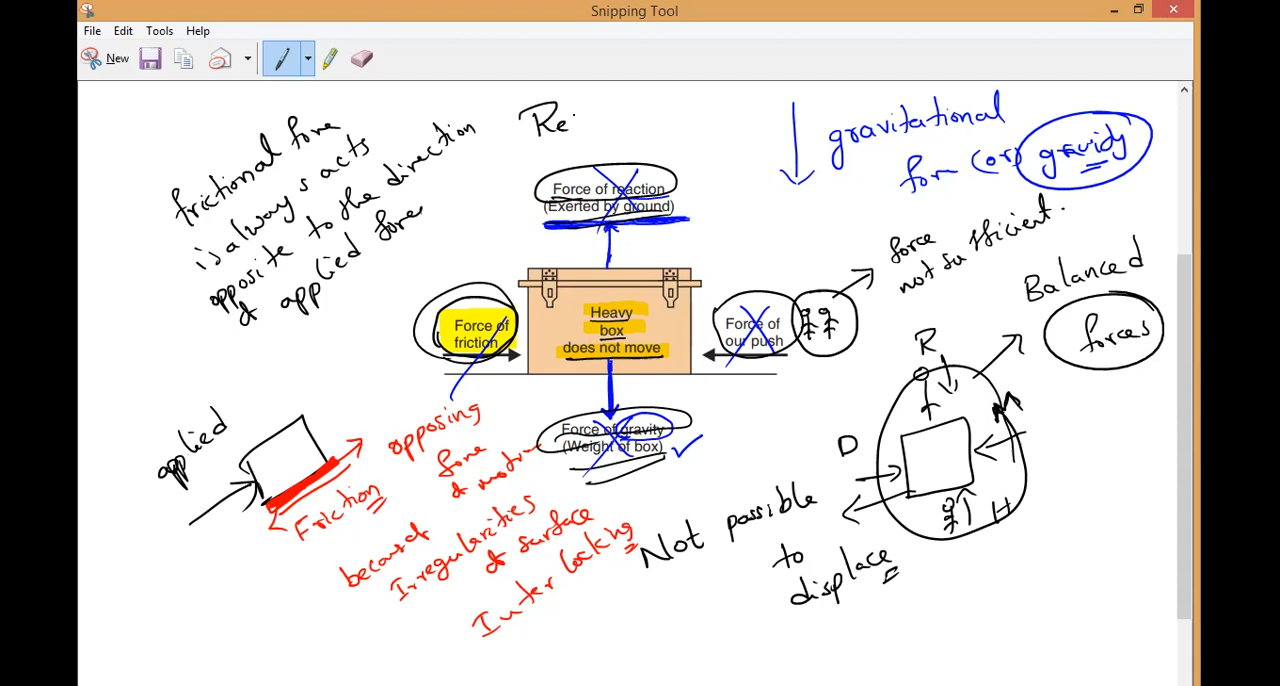 Snipping Tool
File Edit Tools Help
New
frictional force
is always acts
opposite to the direction
of applied force
Re
gravitational
form (or) gravity
Force of reaction
(Exerted by ground)
force
not sufficient.
Balanced
forces
Heavy
box
does not move
Force of
friction
Force of
our push
Force of gravity
(Weight of box)
applied
Friction
opposing
force
of motion
because of
Irregularities
of surface
Inter locking
R
D
M
H
Not possible
to
displace